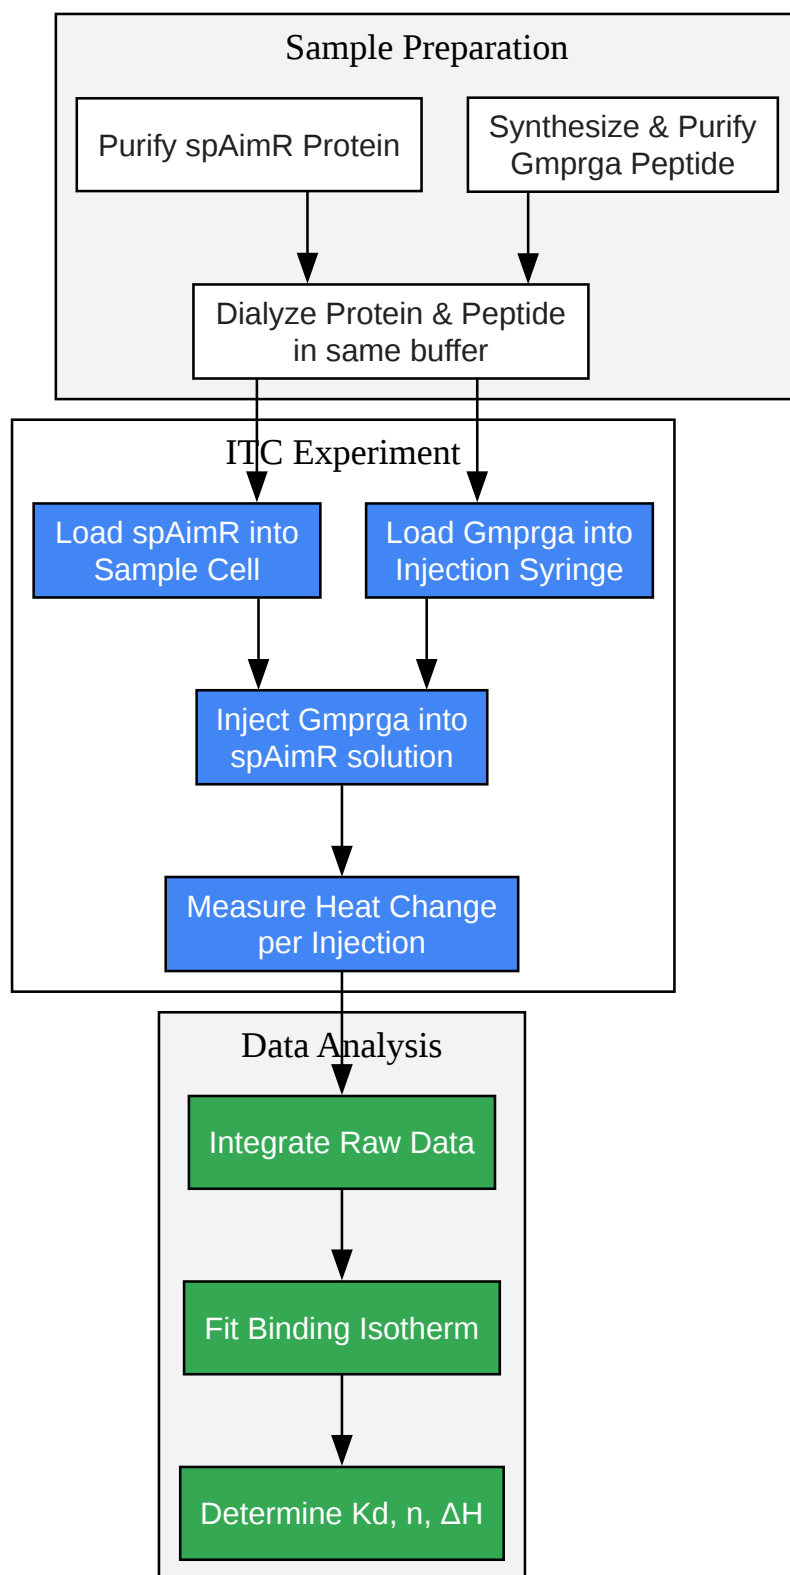 Sample Preparation
Purify spAimR Protein
Synthesize & Purify
Gmprga Peptide
Dialyze Protein & Peptide
in same buffer
ITC Experiment
Load spAimR into
Sample Cell
Load Gmprga into
Injection Syringe
Inject Gmprga into
spAimR solution
Measure Heat Change
per Injection
Data Analysis
Integrate Raw Data
Fit Binding Isotherm
Determine Kd, n, ΔH